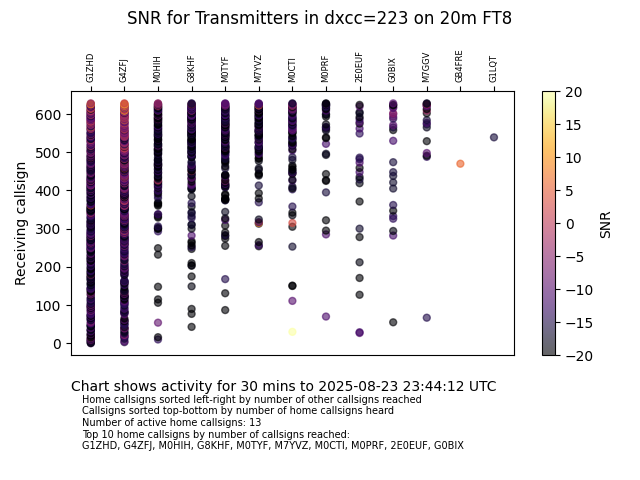 SNR for Transmitters in dxcc=223 on 20m FT8
G1ZHD G4ZFJ M0HIH G8KHF M0TYF M7YVZ M0CTI M0PRF 2E0EUF G0BIX M7GGV GB4FRE G1LQT
600
500
400
300
200
100
0
Receiving callsign
20
15
10
5
0
−5
−10
−15
−20
SNR
Chart shows activity for 30 mins to 2025-08-23 23:44:12 UTC
Home callsigns sorted left-right by number of other callsigns reached
Callsigns sorted top-bottom by number of home callsigns heard
Number of active home callsigns: 13
Top 10 home callsigns by number of callsigns reached:
G1ZHD, G4ZFJ, M0HIH, G8KHF, M0TYF, M7YVZ, M0CTI, M0PRF, 2E0EUF, G0BIX